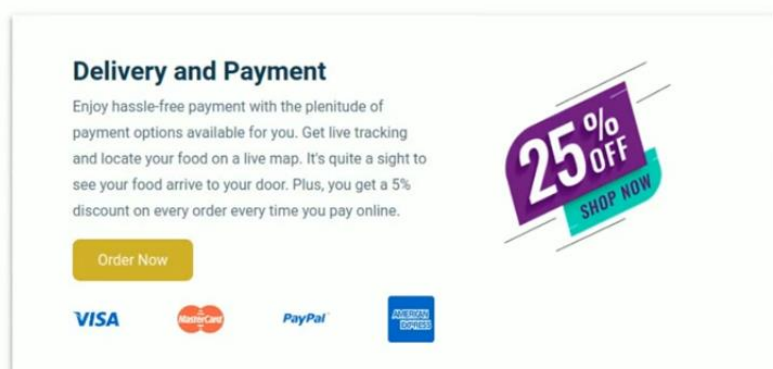 Delivery and Payment
Enjoy hassle-free payment with the plenitude of
payment options available for you. Get live tracking
and locate your food on a live map. It's quite a sight to
see your food arrive to your door. Plus, you get a 5%
discount on every order every time you pay online.
Order Now
VISA
MasterCard
PayPal
AMERICAN
EXPRESS
25% OFF
SHOP NOW